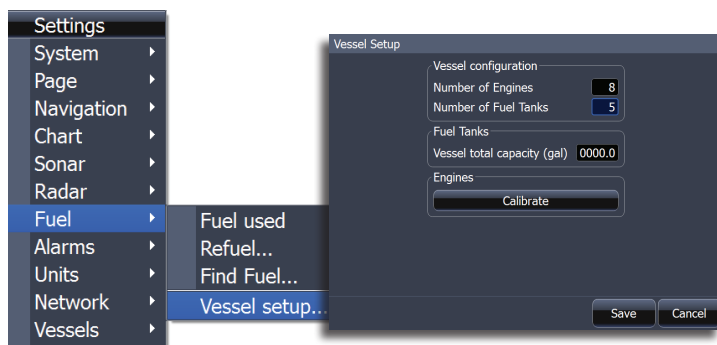 Settings
System
Page
Navigation
Chart
Sonar
Radar
Fuel
Alarms
Units
Network
Vessels
Fuel used
Refuel...
Find Fuel...
Vessel setup...
Vessel Setup
Vessel configuration
Number of Engines 8
Number of Fuel Tanks 5
Fuel Tanks
Vessel total capacity (gal) 0000.0
Engines
Calibrate
Save Cancel